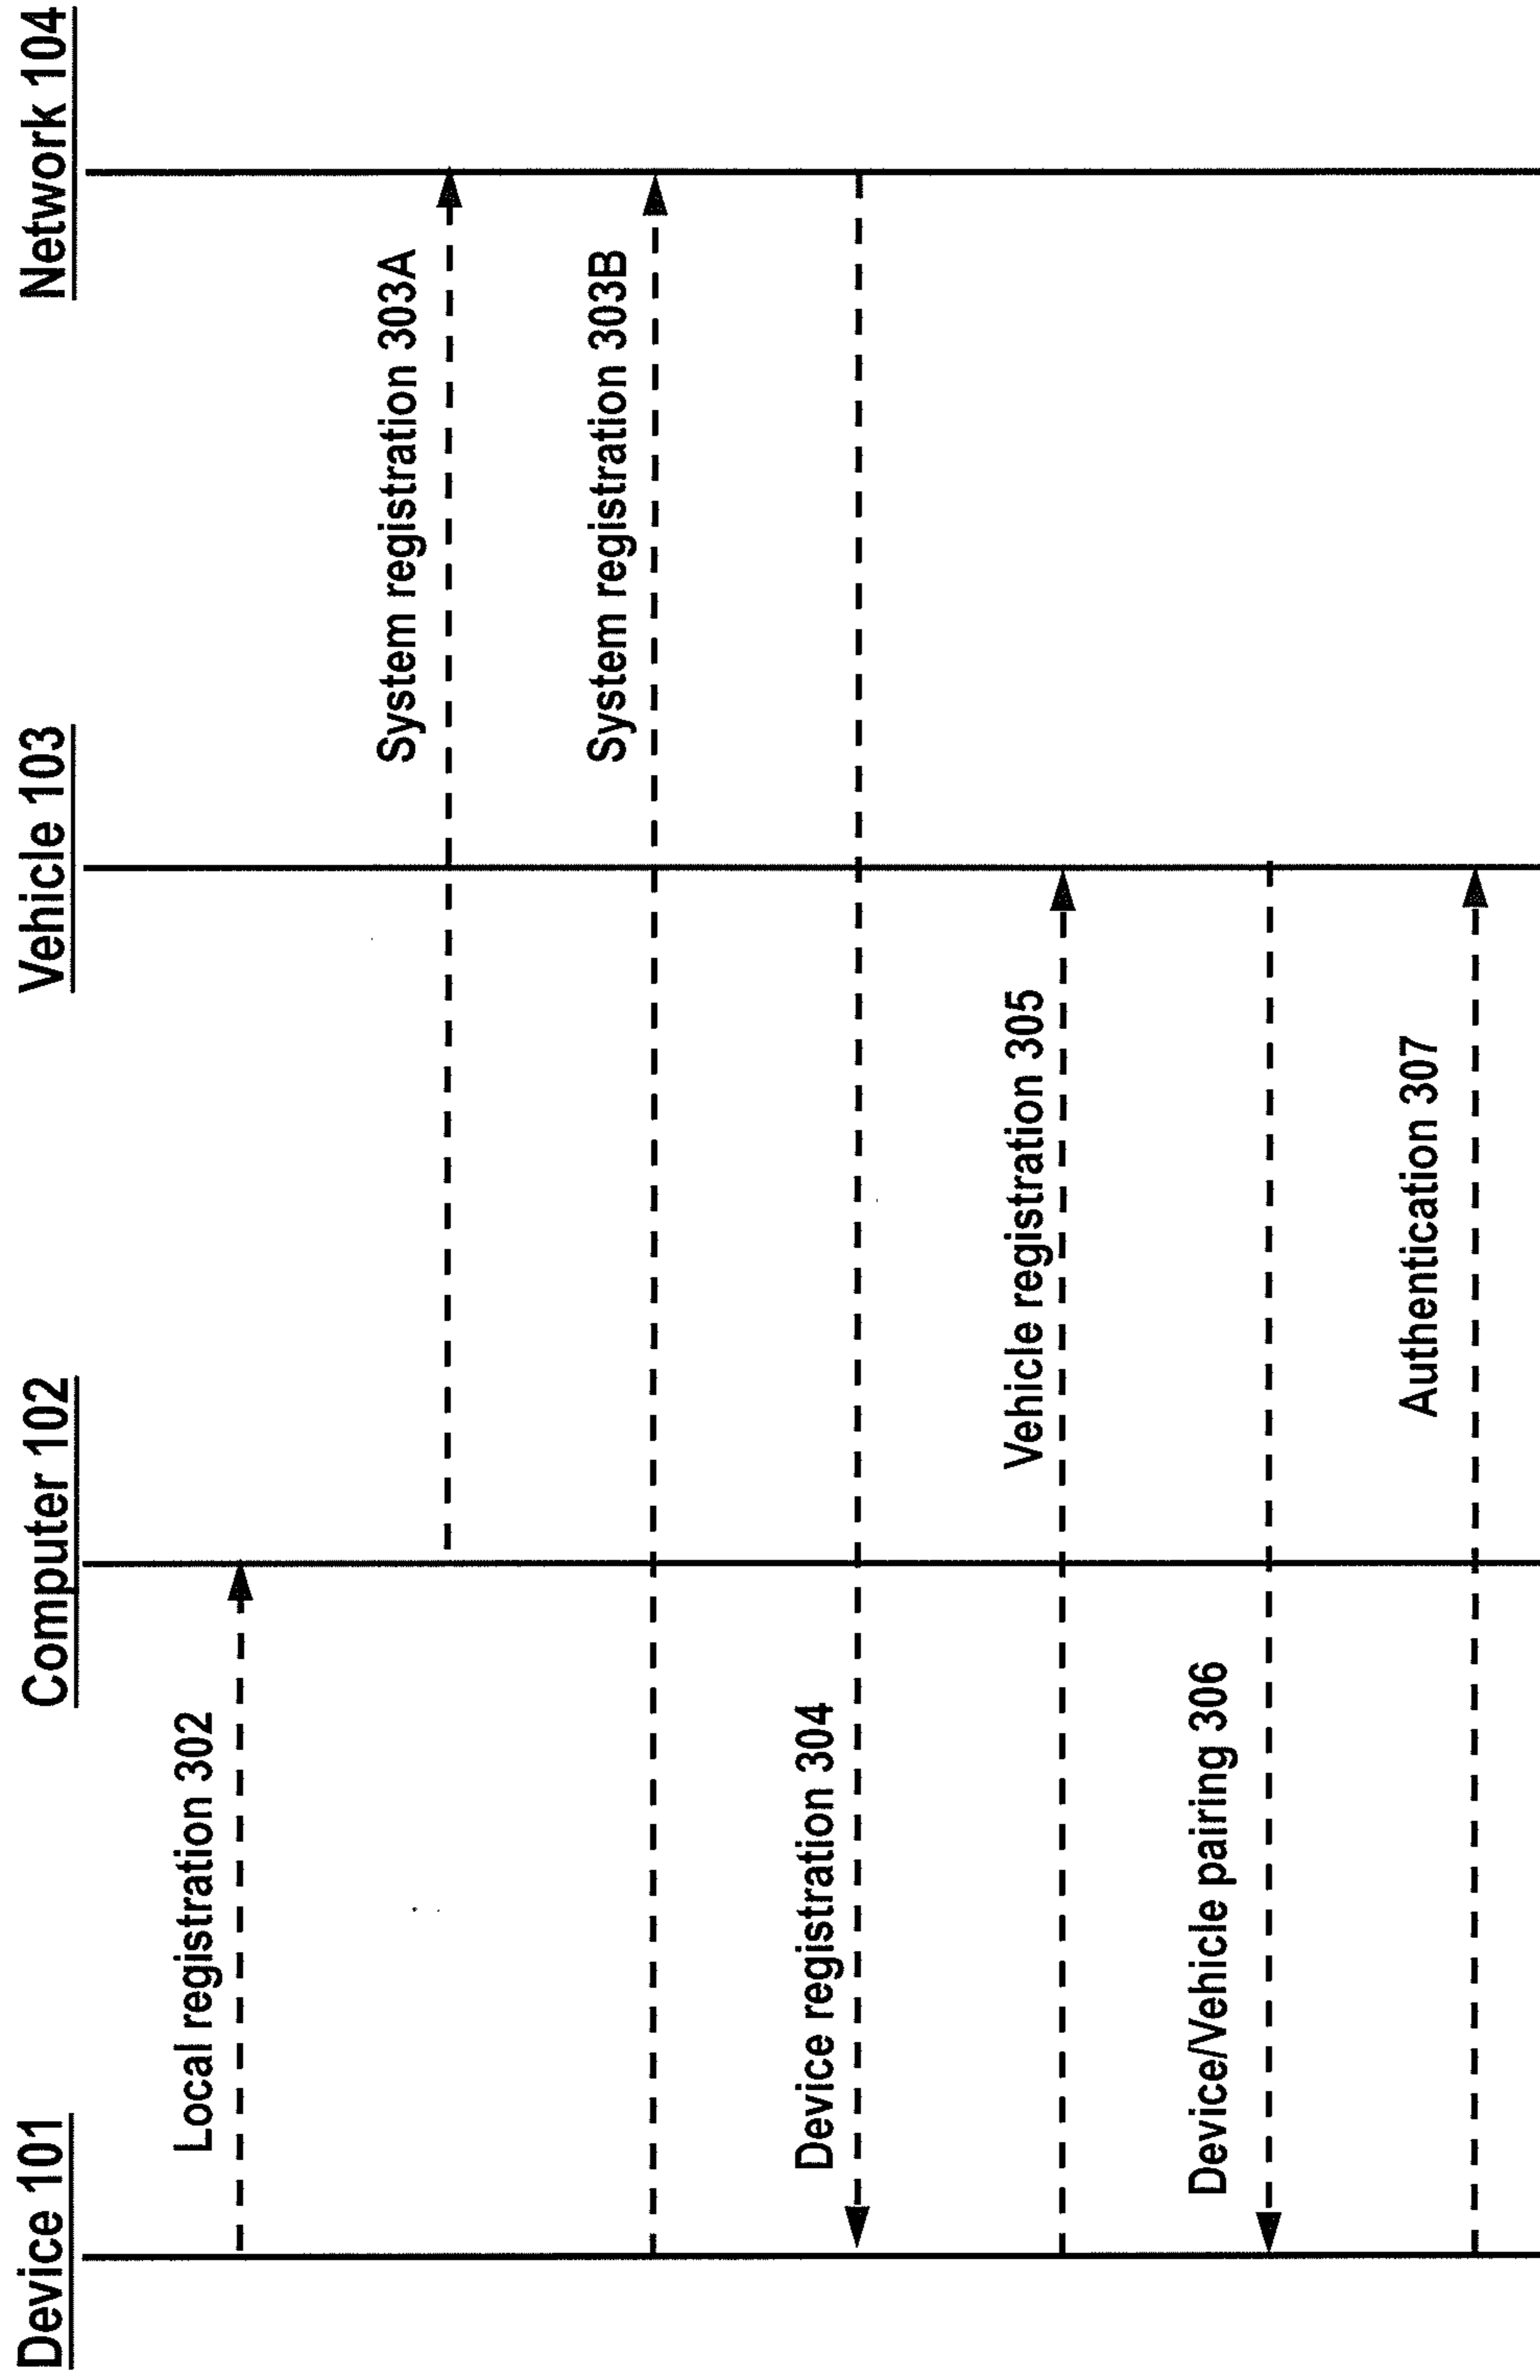 Device 101
Computer 102
Vehicle 103
Network 104
Local registration 302
System registration 303A
System registration 303B
Device registration 304
Vehicle registration 305
Device/Vehicle pairing 306
Authentication 307